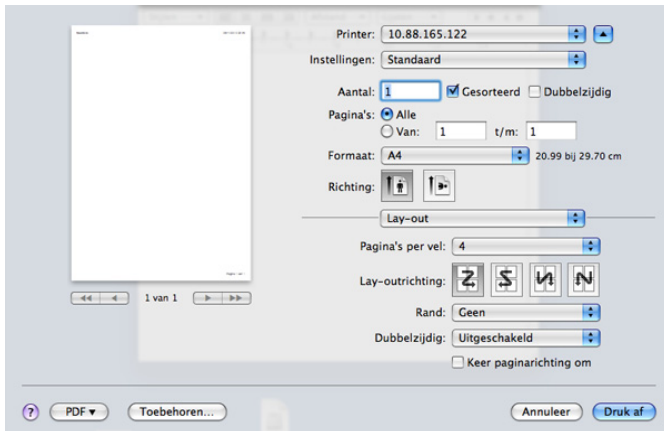 Printer: 10.88.165.122
Instellingen: Standaard
Aantal: 1 Gesorteerd Dubbelzijdig
Pagina's: Alle
Van: 1 t/m: 1
Formaat: A4 20.99 bij 29.70 cm
Richting:
Lay-out
Pagina's per vel: 4
Lay-outrichting:
1 van 1
Rand: Geen
Dubbelzijdig: Uitgeschakeld
Keer paginarichting om
? PDF Toebehoren... Annuleer Druk af